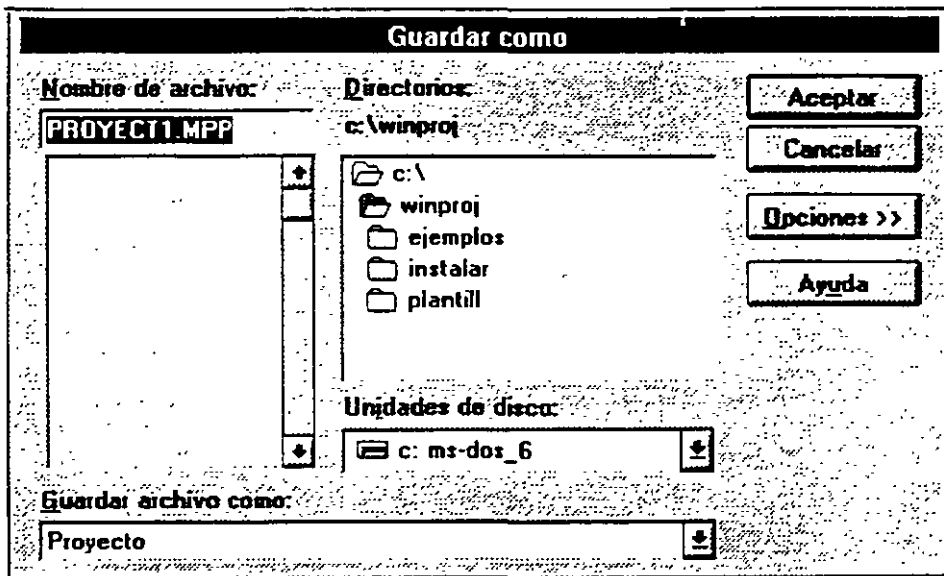 Guardar como
Nombre de archivo:
PROYECT1.MPP
Directorios:
c:\winproj
c:\
winproj
ejemplos
instalar
plantill
Unidades de disco:
c: ms-dos_6
Guardar archivo como:
Proyecto
Aceptar
Cancelar
Opciones >>
Ayuda